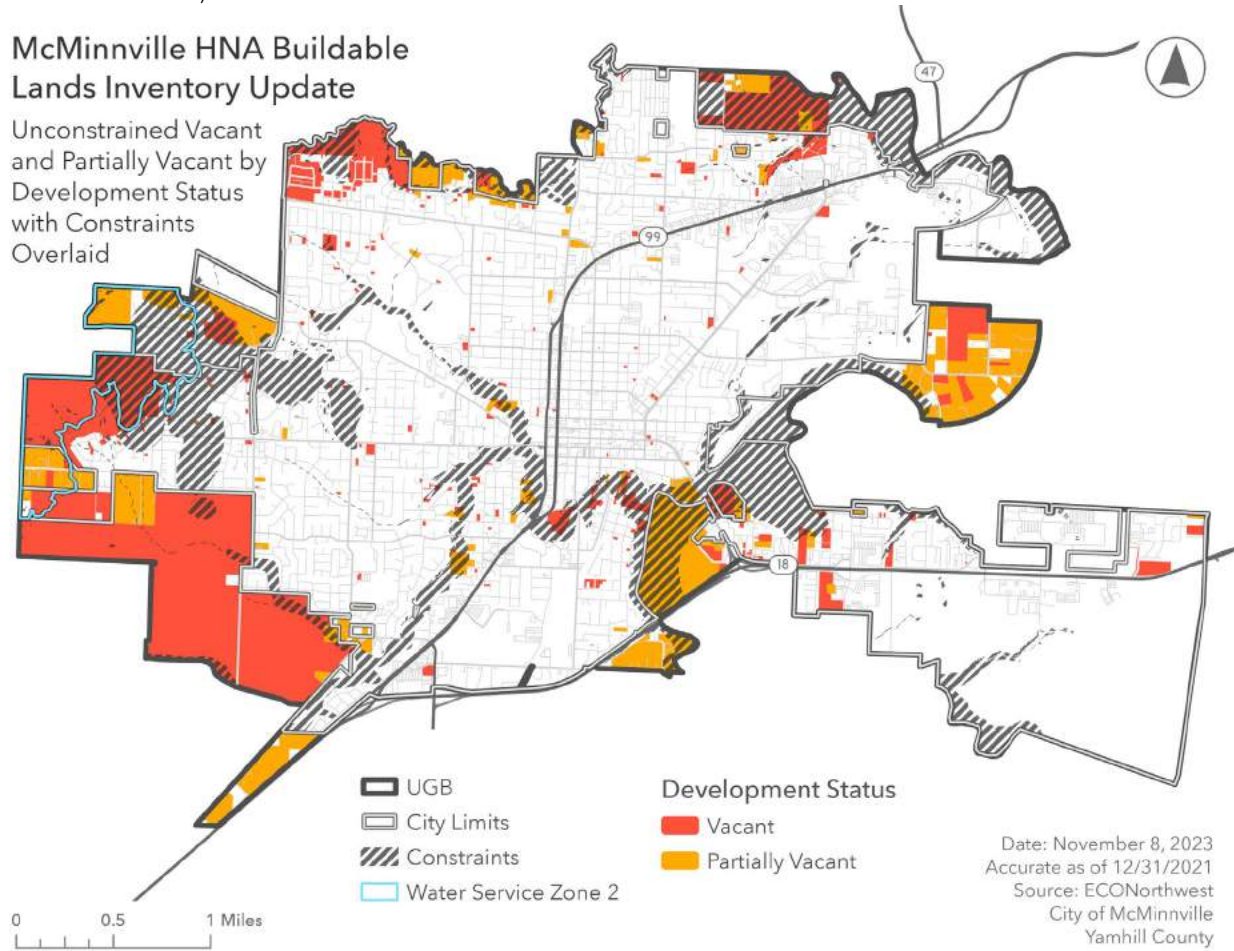 McMinnville HNA Buildable
Lands Inventory Update
Unconstrained Vacant
and Partially Vacant by
Development Status
with Constraints
Overlaid
47
99
18
UGB
City Limits
Constraints
Water Service Zone 2
Development Status
Vacant
Partially Vacant
Date: November 8, 2023
Accurate as of 12/31/2021
Source: ECONorthwest
City of McMinnville
Yamhill County
0 0.5 1 Miles